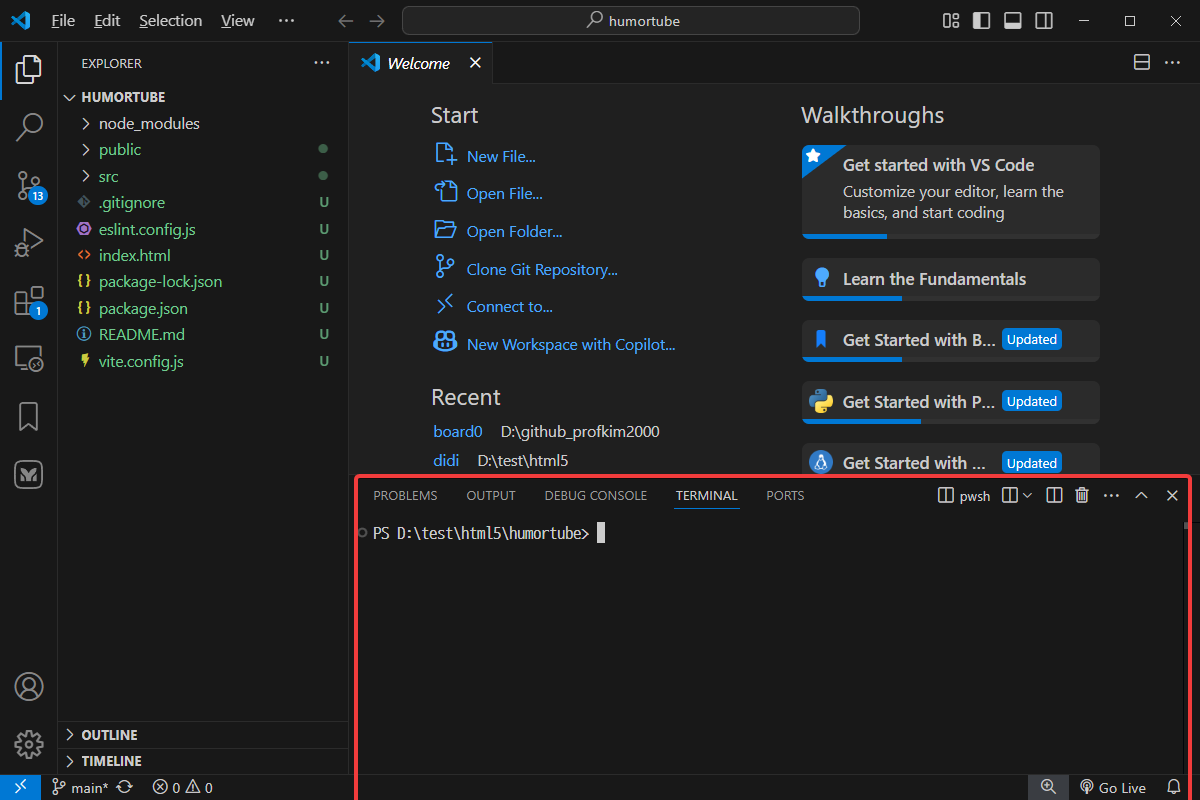 File Edit Selection View ···
humortube
EXPLORER ···
HUMORTUBE
node_modules
public
src
.gitignore U
eslint.config.js U
index.html U
package-lock.json U
package.json U
README.md U
vite.config.js U
OUTLINE
TIMELINE
13
1
Welcome
Start
New File...
Open File...
Open Folder...
Clone Git Repository...
Connect to...
New Workspace with Copilot...
Recent
board0 D:\github_profkim2000
didi D:\test\html5
Walkthroughs
Get started with VS Code
Customize your editor, learn the
basics, and start coding
Learn the Fundamentals
Get Started with B... Updated
Get Started with P... Updated
Get Started with ... Updated
PROBLEMS OUTPUT DEBUG CONSOLE TERMINAL PORTS pwsh
PS D:\test\html5\humortube>
main* 0 0 Go Live